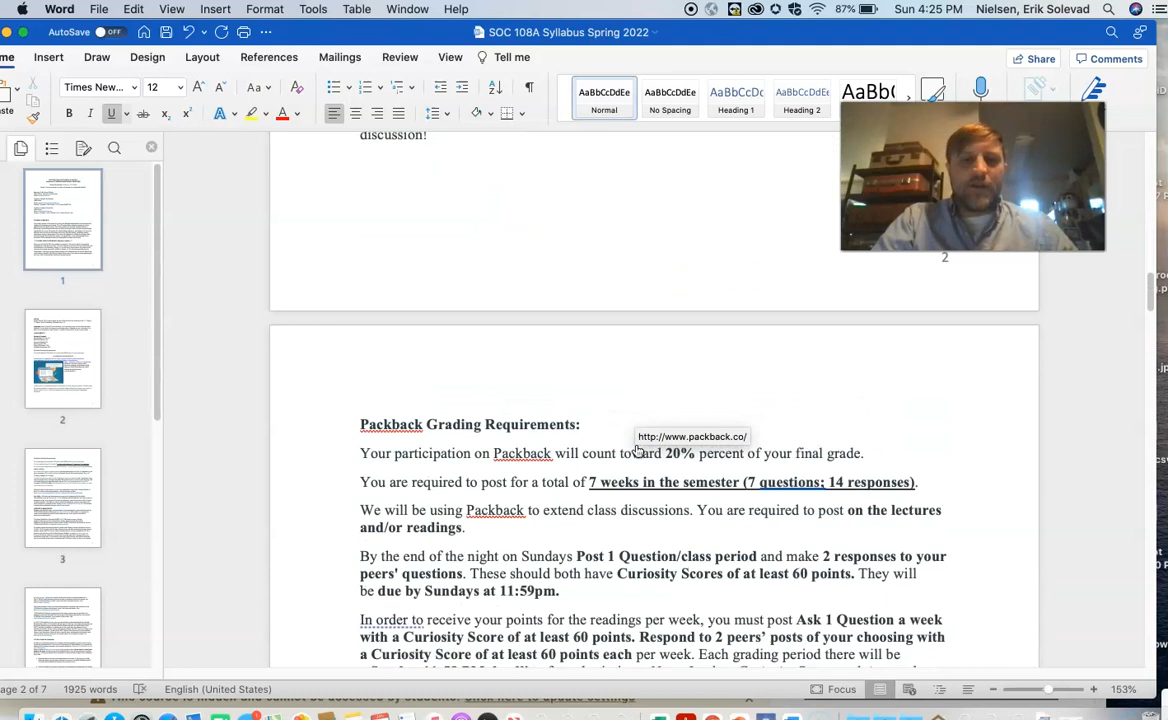 Word File Edit View Insert Format Tools Table Window Help 87% Sun 4:25 PM Nielsen, Erik Solevad
AutoSave OFF SOC 108A Syllabus Spring 2022
me Insert Draw Design Layout References Mailings Review View Tell me Share Comments
Times New... 12 Aa AaBbCcDdEe AaBbCcDdEe AaBbCcDc AaBbCcDdEe AaBb(
aste B I U ab x₂ x² A A Normal No Spacing Heading 1 Heading 2
discussion!
2
1
2
3
Packback Grading Requirements:
http://www.packback.co/
Your participation on Packback will count toward 20% percent of your final grade.
You are required to post for a total of 7 weeks in the semester (7 questions; 14 responses).
We will be using Packback to extend class discussions. You are required to post on the lectures
and/or readings.
By the end of the night on Sundays Post 1 Question/class period and make 2 responses to your
peers' questions. These should both have Curiosity Scores of at least 60 points. They will
be due by Sundays at 11:59pm.
In order to receive your points for the readings per week, you must post Ask 1 Question a week
with a Curiosity Score of at least 60 points. Respond to 2 peers' posts of your choosing with
a Curiosity Score of at least 60 points each per week. Each grading period there will be
age 2 of 7 1925 words English (United States) Focus 153%